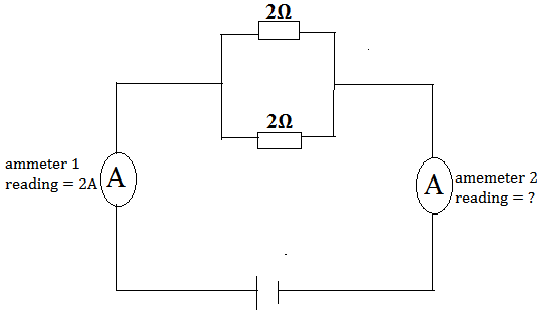 2Ω
2Ω
ammeter 1
reading = 2A
A
A
amemeter 2
reading = ?